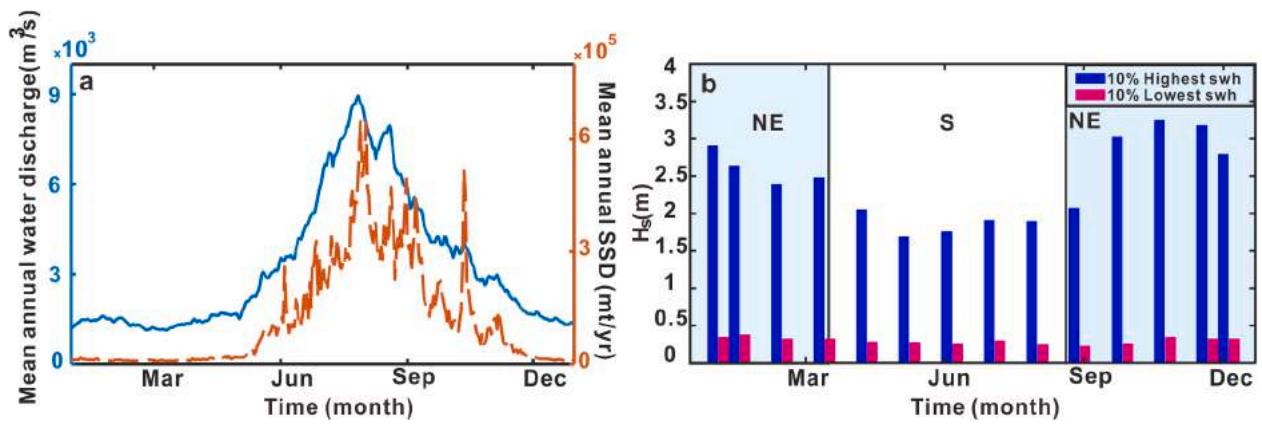 ×10³
×10⁵
a
Mean annual water discharge(m³/s)
9
6
3
0
6
3
0
Mean annual SSD (mt/yr)
Mar
Jun
Sep
Dec
Time (month)
b
4
3.5
3
2.5
2
1.5
1
0.5
0
Hs(m)
NE
S
NE
10% Highest swh
10% Lowest swh
Mar
Jun
Sep
Dec
Time (month)